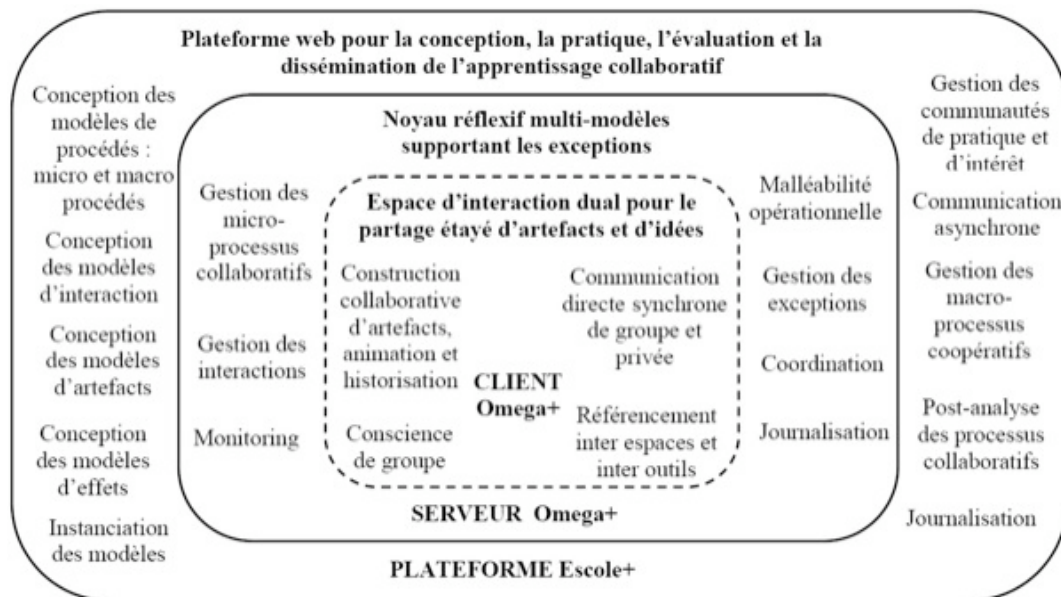 Plateforme web pour la conception, la pratique, l’évaluation et la
dissémination de l’apprentissage collaboratif
Conception des
modèles de
procédés :
micro et macro
procédés
Conception
des modèles
d’interaction
Conception
des modèles
d’artefacts
Conception
des modèles
d’effets
Instanciation
des modèles
Noyau réflexif multi-modèles
supportant les exceptions
Gestion des
micro-
processus
collaboratifs
Gestion des
interactions
Monitoring
Espace d’interaction dual pour le
partage étayé d’artefacts et d’idées
Construction
collaborative
d’artefacts,
animation et
historisation
Conscience
de groupe
Communication
directe synchrone
de groupe et
privée
Référencement
inter espaces et
inter outils
CLIENT
Omega+
Malléabilité
opérationnelle
Gestion des
exceptions
Coordination
Journalisation
SERVEUR Omega+
Gestion des
communautés
de pratique et
d’intérêt
Communication
asynchrone
Gestion des
macro-
processus
coopératifs
Post-analyse
des processus
collaboratifs
Journalisation
PLATEFORME Escole+